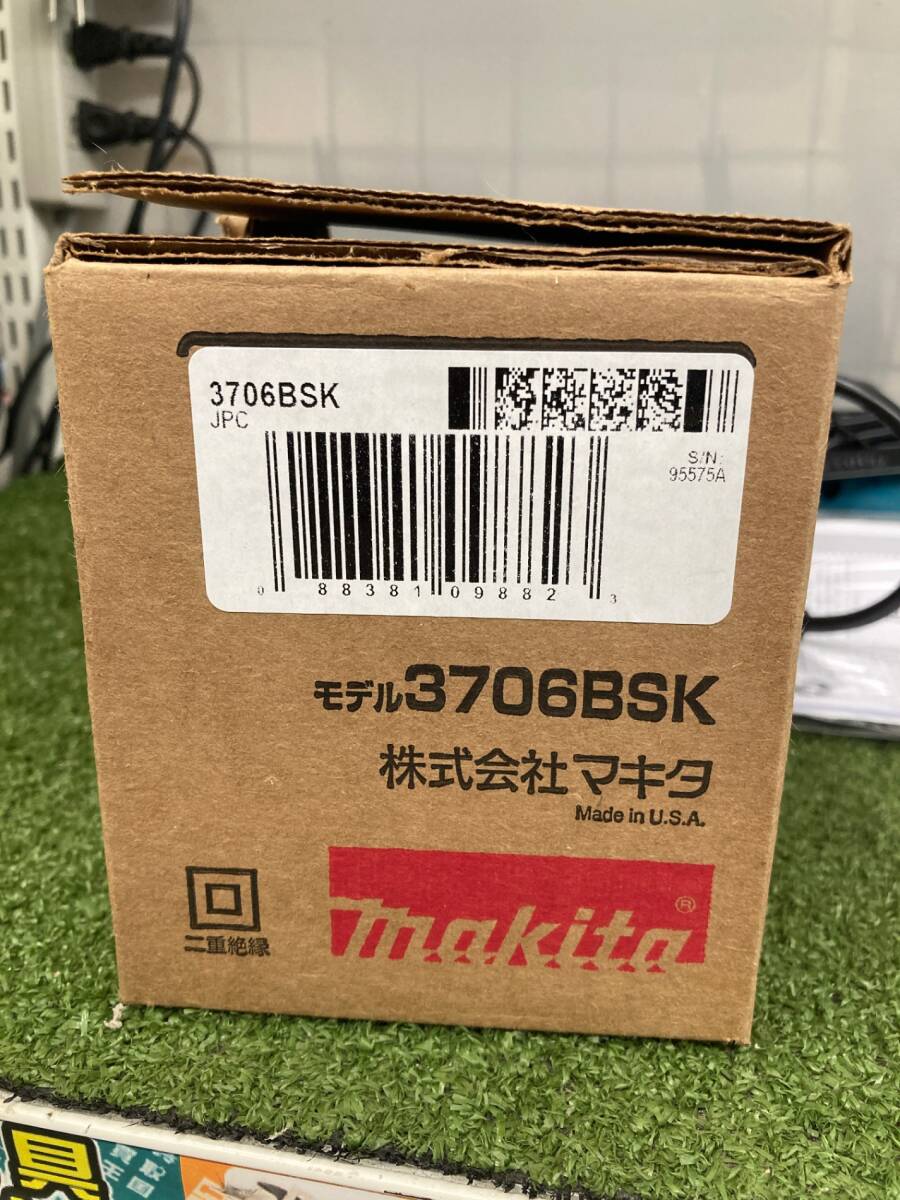 3706BSK
JPC
S/N:
95575A
0 88381 09882 3
モデル3706BSK
株式会社マキタ
Made in U.S.A.
二重絶縁
makita ®
具